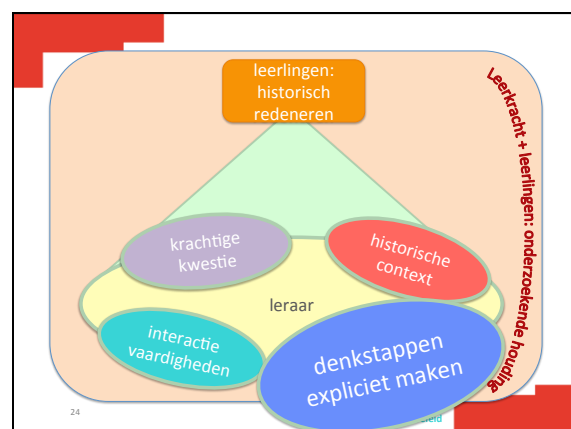 leerlingen:
historisch
redeneren
Leerkracht + leerlingen: onderzoekende houding
krachtige
kwestie
historische
context
leraar
interactie
vaardigheden
denkstappen
expliciet maken
24